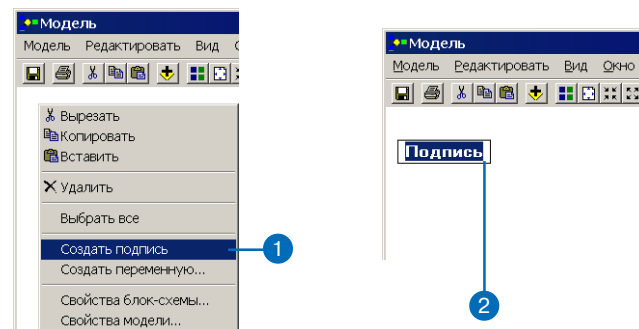 Модель
Модель Редактировать Вид
Вырезать
Копировать
Вставить
Удалить
Выбрать все
Создать подпись
Создать переменную...
Свойства блок-схемы...
Свойства модели...
1
Модель
Модель Редактировать Вид Окно
Подпись
2